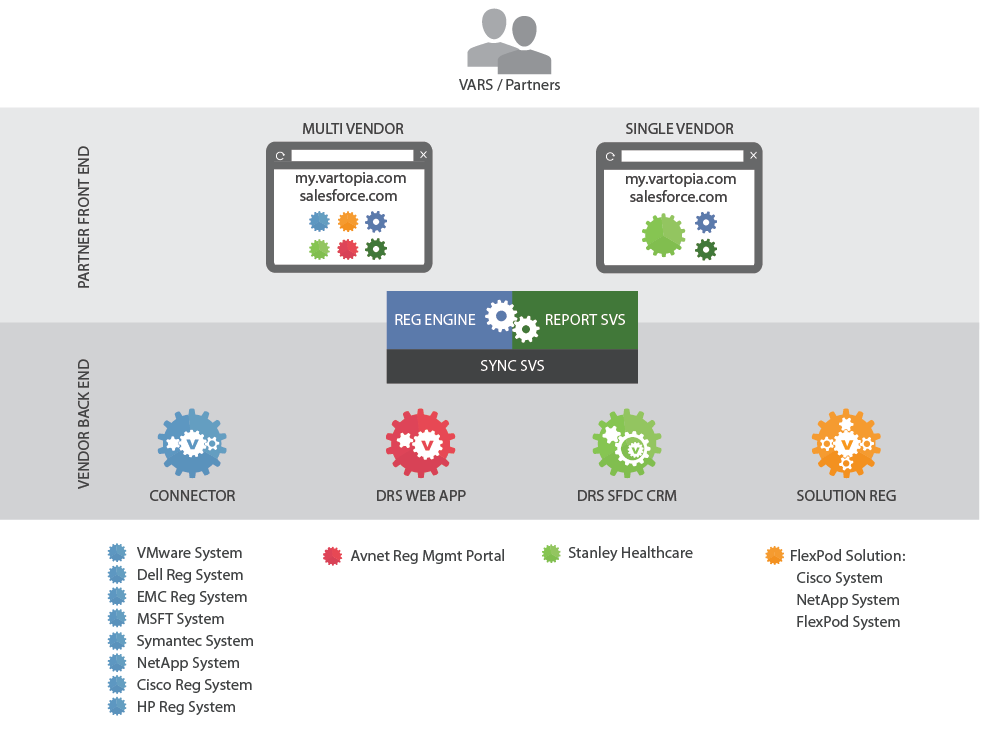 VARS / Partners
PARTNER FRONT END
MULTI VENDOR
X
my.vartopia.com
salesforce.com
SINGLE VENDOR
X
my.vartopia.com
salesforce.com
REG ENGINE
REPORT SVS
SYNC SVS
VENDOR BACK END
V
CONNECTOR
V
DRS WEB APP
V
DRS SFDC CRM
V
SOLUTION REG
VMware System
Dell Reg System
EMC Reg System
MSFT System
Symantec System
NetApp System
Cisco Reg System
HP Reg System
Avnet Reg Mgmt Portal
Stanley Healthcare
FlexPod Solution:
Cisco System
NetApp System
FlexPod System